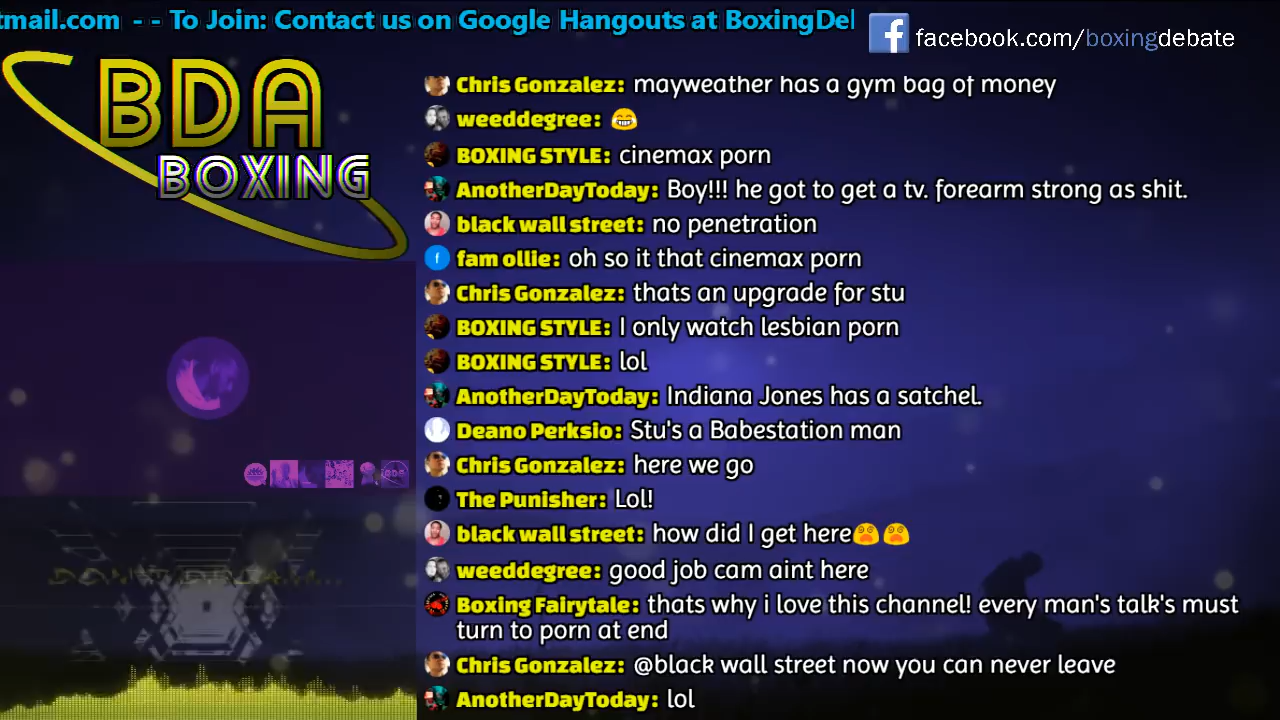 tmail.com - - To Join: Contact us on Google Hangouts at BoxingDe
facebook.com/boxingdebate
BDA
BOXING
Chris Gonzalez: mayweather has a gym bag of money
weeddegree: 😂
BOXING STYLE: cinemax porn
AnotherDayToday: Boy!!! he got to get a tv. forearm strong as shit.
black wall street: no penetration
fam ollie: oh so it that cinemax porn
Chris Gonzalez: thats an upgrade for stu
BOXING STYLE: I only watch lesbian porn
BOXING STYLE: lol
AnotherDayToday: Indiana Jones has a satchel.
Deano Perksio: Stu's a Babestation man
Chris Gonzalez: here we go
The Punisher: Lol!
black wall street: how did I get here😵😵
weeddegree: good job cam aint here
Boxing Fairytale: thats why i love this channel! every man's talk's must
turn to porn at end
Chris Gonzalez: @black wall street now you can never leave
AnotherDayToday: lol